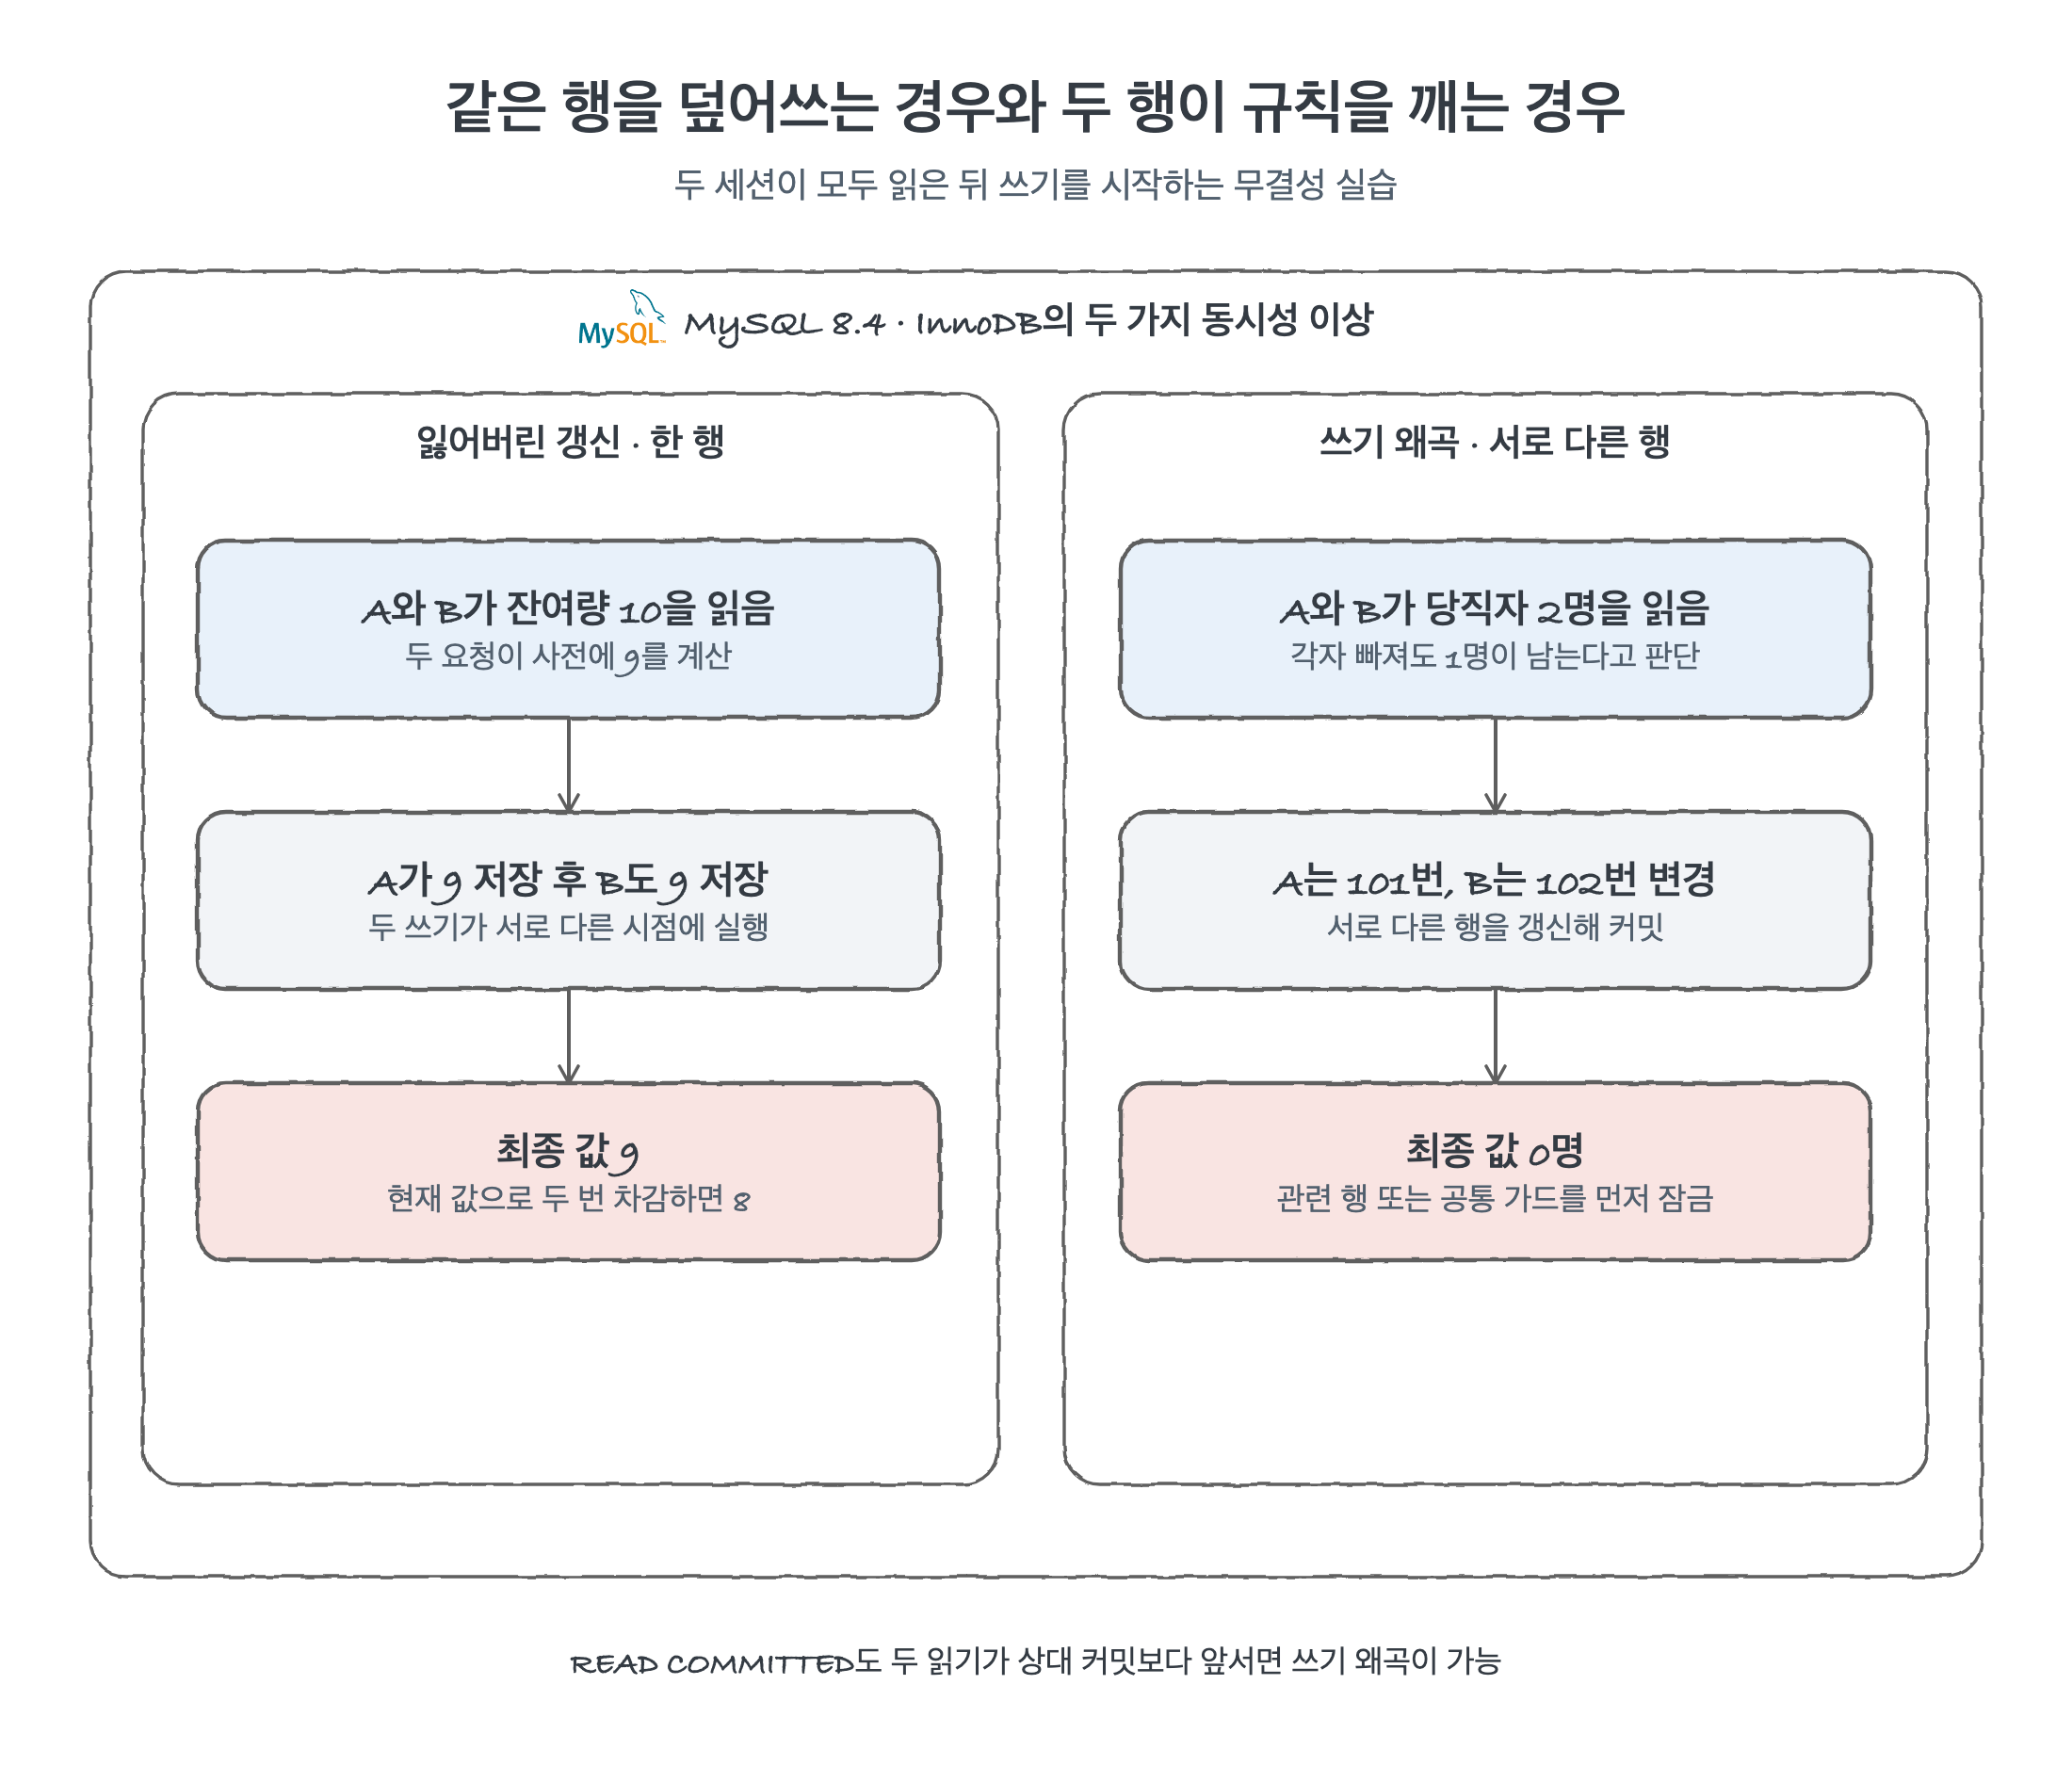 같은 행을 덮어쓰는 경우와 두 행이 규칙을 깨는 경우
두 세션이 모두 읽은 뒤 쓰기를 시작하는 무결성 실습
MySQL™ MySQL 8.4 · InnoDB의 두 가지 동시성 이상
잃어버린 갱신 · 한 행
A와 B가 잔여량 10을 읽음
두 요청이 사전에 9를 계산
A가 9 저장 후 B도 9 저장
두 쓰기가 서로 다른 시점에 실행
최종 값 9
현재 값으로 두 번 차감하면 8
쓰기 왜곡 · 서로 다른 행
A와 B가 당직자 2명을 읽음
각자 빠져도 1명이 남는다고 판단
A는 101번, B는 102번 변경
서로 다른 행을 갱신해 커밋
최종 값 0명
관련 행 또는 공통 가드를 먼저 잠금
READ COMMITTED도 두 읽기가 상대 커밋보다 앞서면 쓰기 왜곡이 가능